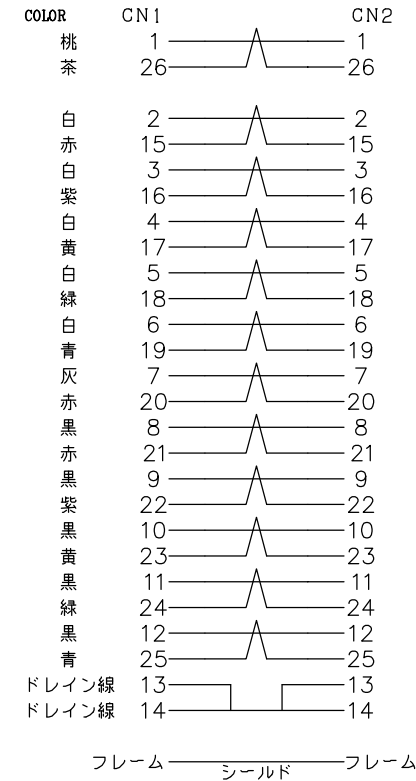 COLOR CN1 CN2
桃 1 1
茶 26 26
白 2 2
赤 15 15
白 3 3
紫 16 16
白 4 4
黄 17 17
白 5 5
緑 18 18
白 6 6
青 19 19
灰 7 7
赤 20 20
黒 8 8
赤 21 21
黒 9 9
紫 22 22
黒 10 10
黄 23 23
黒 11 11
緑 24 24
黒 12 12
青 25 25
ドレイン線 13 13
ドレイン線 14 14
フレーム シールド フレーム